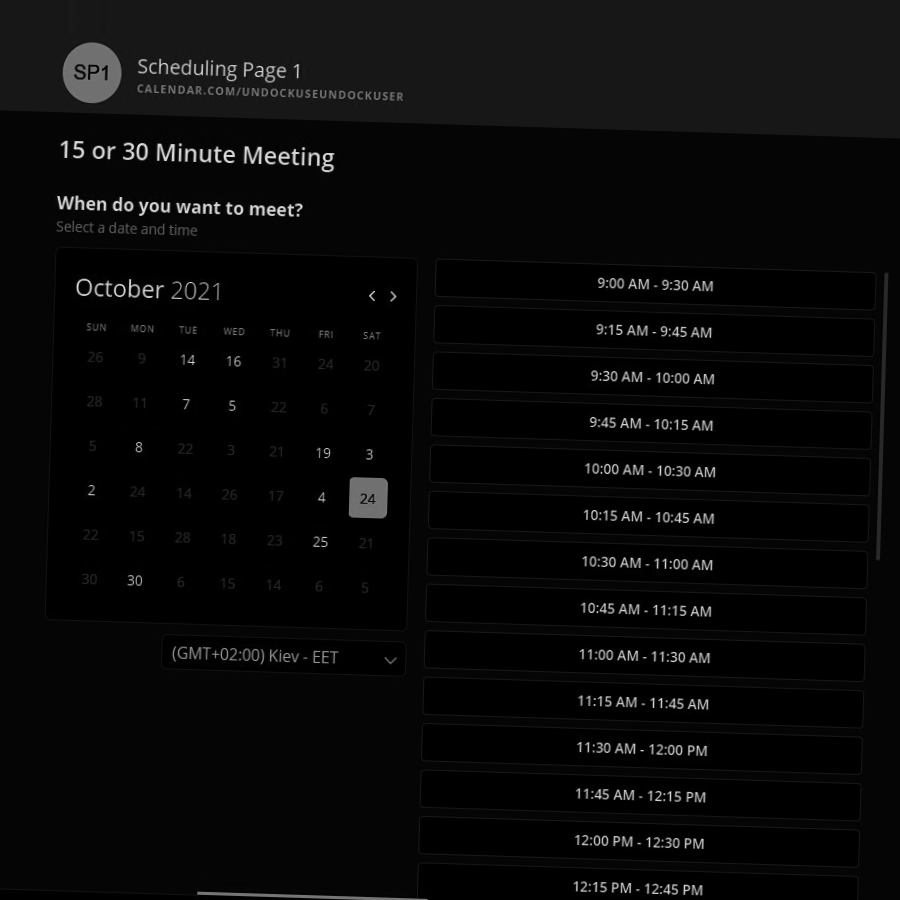 SP1
Scheduling Page 1
CALENDAR.COM/UNDOCKUSEUNDOCKUSER
15 or 30 Minute Meeting
When do you want to meet?
Select a date and time
October 2021
SUN MON TUE WED THU FRI SAT
26 9 14 16 31 24 20
28 11 7 5 22 6 7
5 8 22 3 21 19 3
2 24 14 26 17 4 24
22 15 28 18 23 25 21
30 30 6 15 14 6 5
(GMT+02:00) Kiev - EET
9:00 AM - 9:30 AM
9:15 AM - 9:45 AM
9:30 AM - 10:00 AM
9:45 AM - 10:15 AM
10:00 AM - 10:30 AM
10:15 AM - 10:45 AM
10:30 AM - 11:00 AM
10:45 AM - 11:15 AM
11:00 AM - 11:30 AM
11:15 AM - 11:45 AM
11:30 AM - 12:00 PM
11:45 AM - 12:15 PM
12:00 PM - 12:30 PM
12:15 PM - 12:45 PM